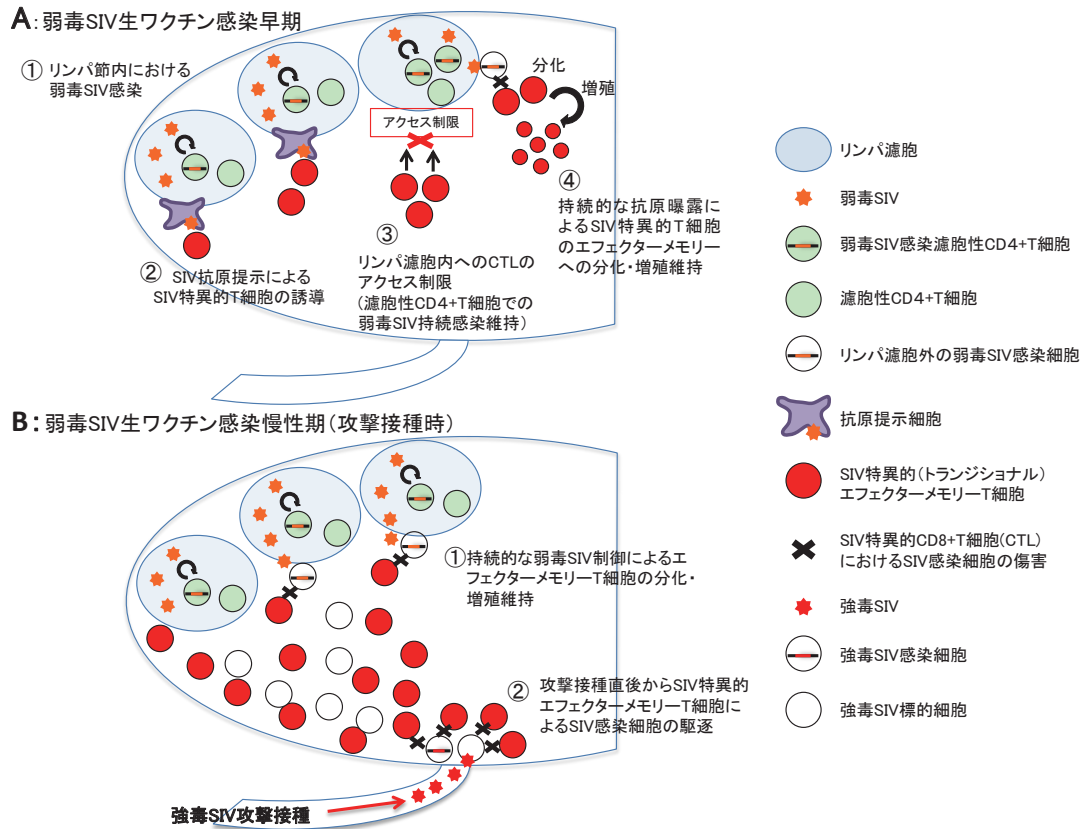 A:弱毒SIV生ワクチン感染早期
① リンパ節内における
弱毒SIV感染
② SIV抗原提示による
SIV特異的T細胞の誘導
アクセス制限
③
リンパ濾胞内へのCTLの
アクセス制限
(濾胞性CD4+T細胞での
弱毒SIV持続感染維持)
分化
増殖
④
持続的な抗原曝露に
よるSIV特異的T細胞
のエフェクターメモリー
への分化・増殖維持
B:弱毒SIV生ワクチン感染慢性期(攻撃接種時)
①持続的な弱毒SIV制御によるエ
フェクターメモリーT細胞の分化・
増殖維持
② 攻撃接種直後からSIV特異的
エフェクターメモリーT細胞に
よるSIV感染細胞の駆逐
強毒SIV攻撃接種
リンパ濾胞
弱毒SIV
弱毒SIV感染濾胞性CD4+T細胞
濾胞性CD4+T細胞
リンパ濾胞外の弱毒SIV感染細胞
抗原提示細胞
SIV特異的(トランジショナル)
エフェクターメモリーT細胞
SIV特異的CD8+T細胞(CTL)
におけるSIV感染細胞の傷害
強毒SIV
強毒SIV感染細胞
強毒SIV標的細胞